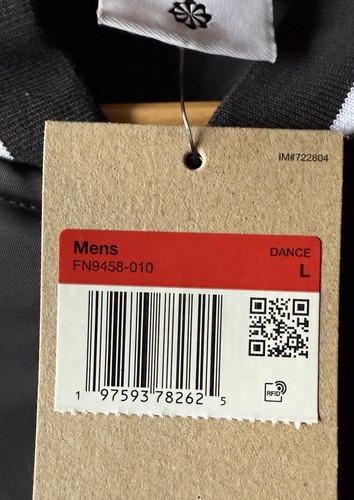 IM#722804
Mens
DANCE
FN9458-010
L
1 97593 78262 5
RFID